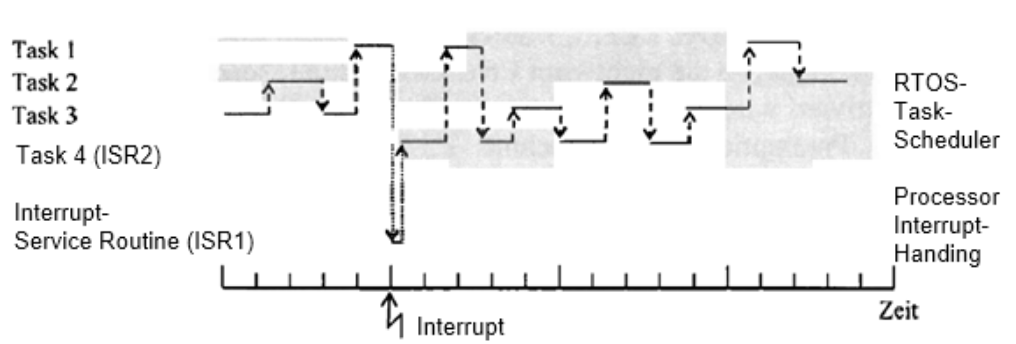 Task 1
Task 2
Task 3
Task 4 (ISR2)
Interrupt-
Service Routine (ISR1)
RTOS-
Task-
Scheduler
Processor
Interrupt-
Handing
Zeit
Interrupt